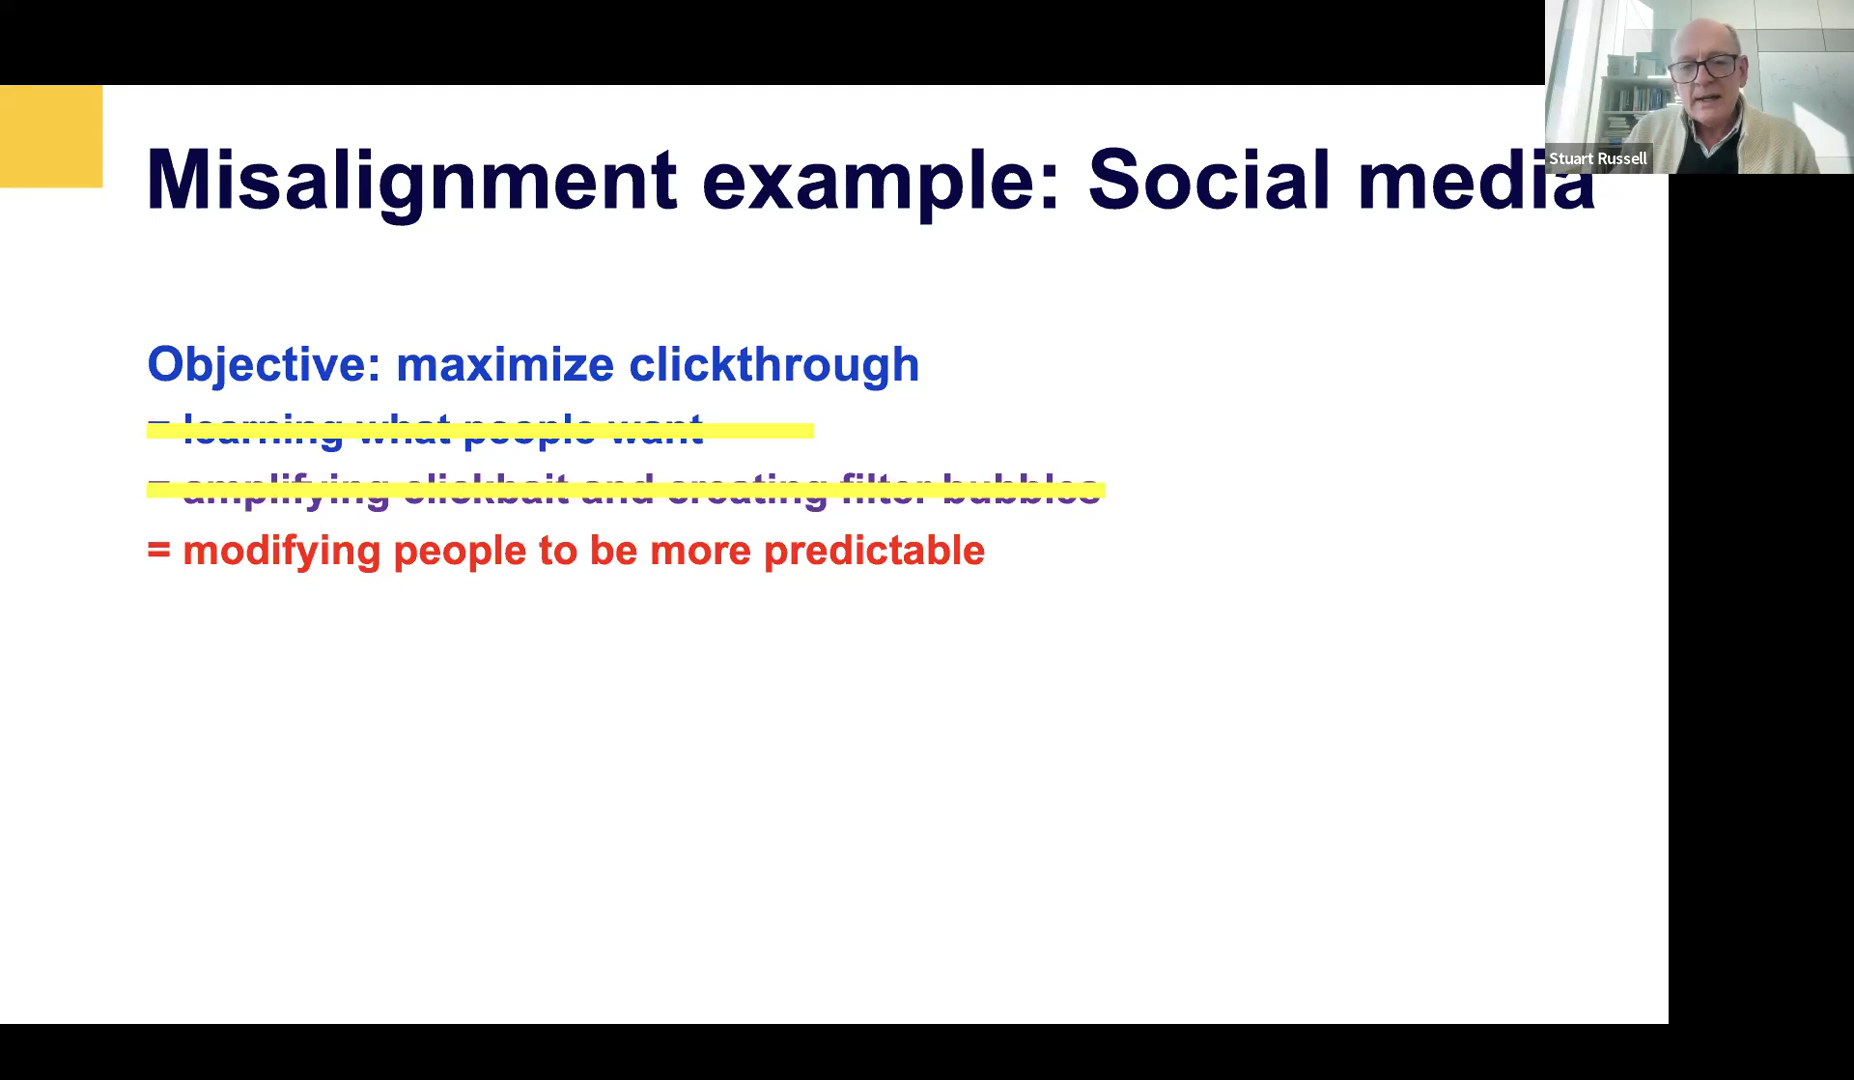 Misalignment example: Social media
Stuart Russell
Objective: maximize clickthrough
= learning what people want
= amplifying clickbait and creating filter bubbles
= modifying people to be more predictable